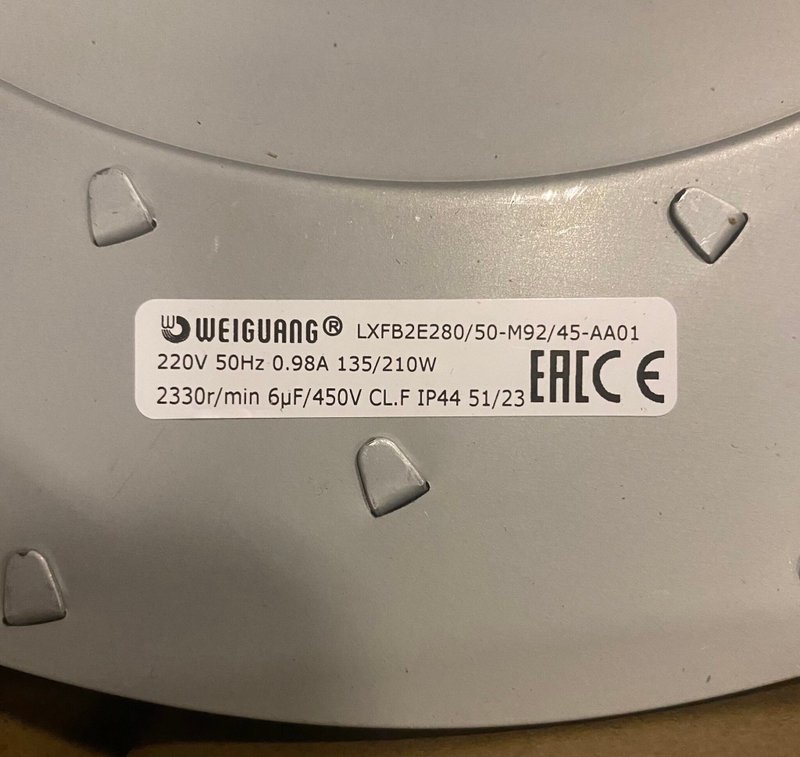 WEIGUANG® LXFB2E280/50-M92/45-AA01
220V 50Hz 0.98A 135/210W
2330r/min 6µF/450V CL.F IP44 51/23 EAC CE